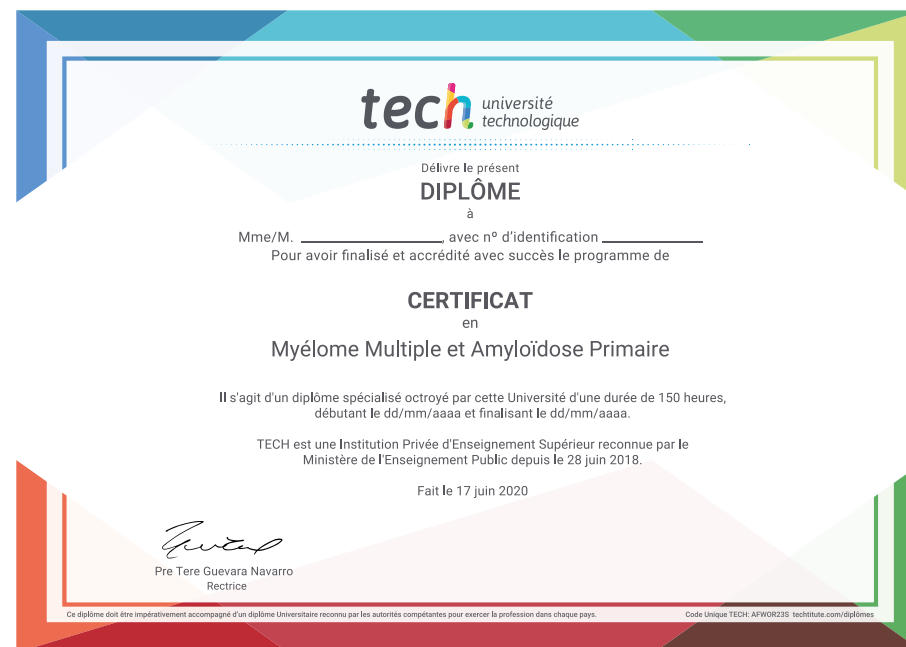 tech université
technologique
Délivre le présent
DIPLÔME
à
Mme/M. ____________________, avec nº d'identification ______________
Pour avoir finalisé et accrédité avec succès le programme de
CERTIFICAT
en
Myélome Multiple et Amyloïdose Primaire
Il s'agit d'un diplôme spécialisé octroyé par cette Université d'une durée de 150 heures,
débutant le dd/mm/aaaa et finalisant le dd/mm/aaaa.
TECH est une Institution Privée d'Enseignement Supérieur reconnue par le
Ministère de l'Enseignement Public depuis le 28 juin 2018.
Fait le 17 juin 2020
Pre Tere Guevara Navarro
Rectrice
Ce diplôme doit être impérativement accompagné d'un diplôme Universitaire reconnu par les autorités compétantes pour exercer la profession dans chaque pays.
Code Unique TECH: AFWOR23S techtitute.com/diplômes